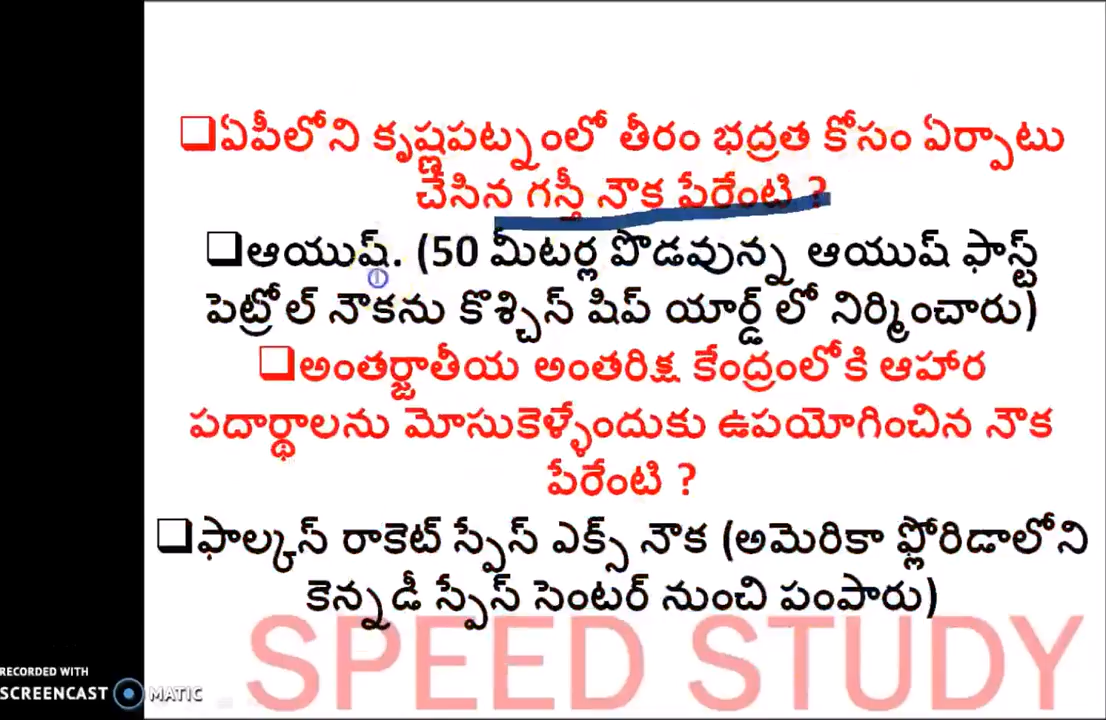 ❑ఏపీలోని కృష్ణపట్నంలో తీరం భద్రత కోసం ఏర్పాటు
చేసిన గస్తీ నౌక పేరేంటి ?
❑ఆయుష్. (50 మీటర్ల పొడవున్న ఆయుష్ ఫాస్ట్
పెట్రోల్ నౌకను కొశ్చిన్ షిప్ యార్డ్ లో నిర్మించారు)
❑అంతర్జాతీయ అంతరిక్ష కేంద్రంలోకి ఆహార
పదార్థాలను మోసుకెళ్ళేందుకు ఉపయోగించిన నౌక
పేరేంటి ?
❑ఫాల్కన్ రాకెట్ స్పేస్ ఎక్స్ నౌక (అమెరికా ఫ్లోరిడాలోని
కెన్నడీ స్పేస్ సెంటర్ నుంచి పంపారు)
SPEED STUDY
RECORDED WITH
SCREENCAST MATIC